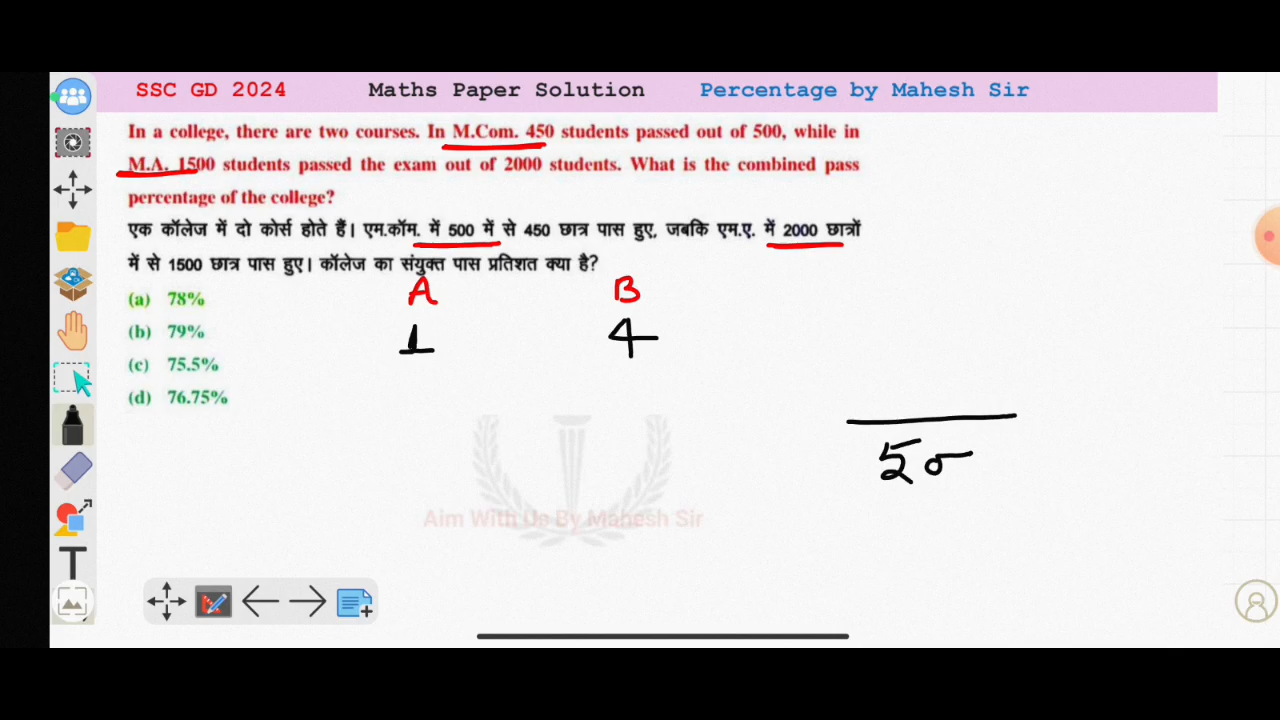 SSC GD 2024 Maths Paper Solution Percentage by Mahesh Sir
In a college, there are two courses. In M.Com. 450 students passed out of 500, while in
M.A. 1500 students passed the exam out of 2000 students. What is the combined pass
percentage of the college?
एक कॉलेज में दो कोर्स होते हैं। एम.कॉम. में 500 में से 450 छात्र पास हुए, जबकि एम.ए. में 2000 छात्रों
में से 1500 छात्र पास हुए। कॉलेज का संयुक्त पास प्रतिशत क्या है?
(a) 78%
(b) 79%
(c) 75.5%
(d) 76.75%
A B
1 4
Aim With Us By Mahesh Sir
T